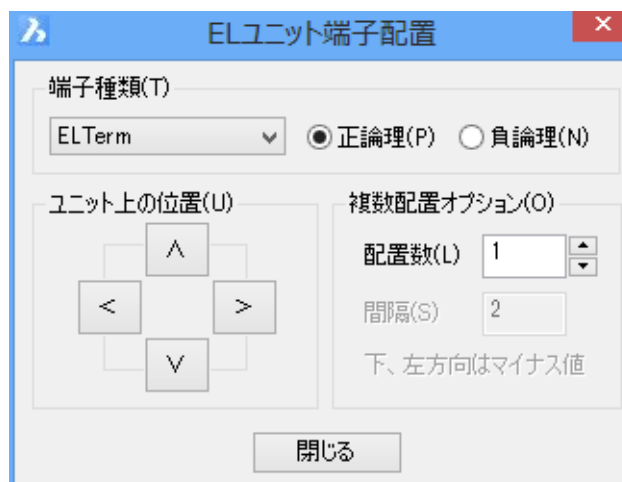 ELユニット端子配置
端子種類(T)
ELTerm 正論理(P) 負論理(N)
ユニット上の位置(U)
∧
< >
∨
複数配置オプション(O)
配置数(L) 1
間隔(S) 2
下、左方向はマイナス値
閉じる